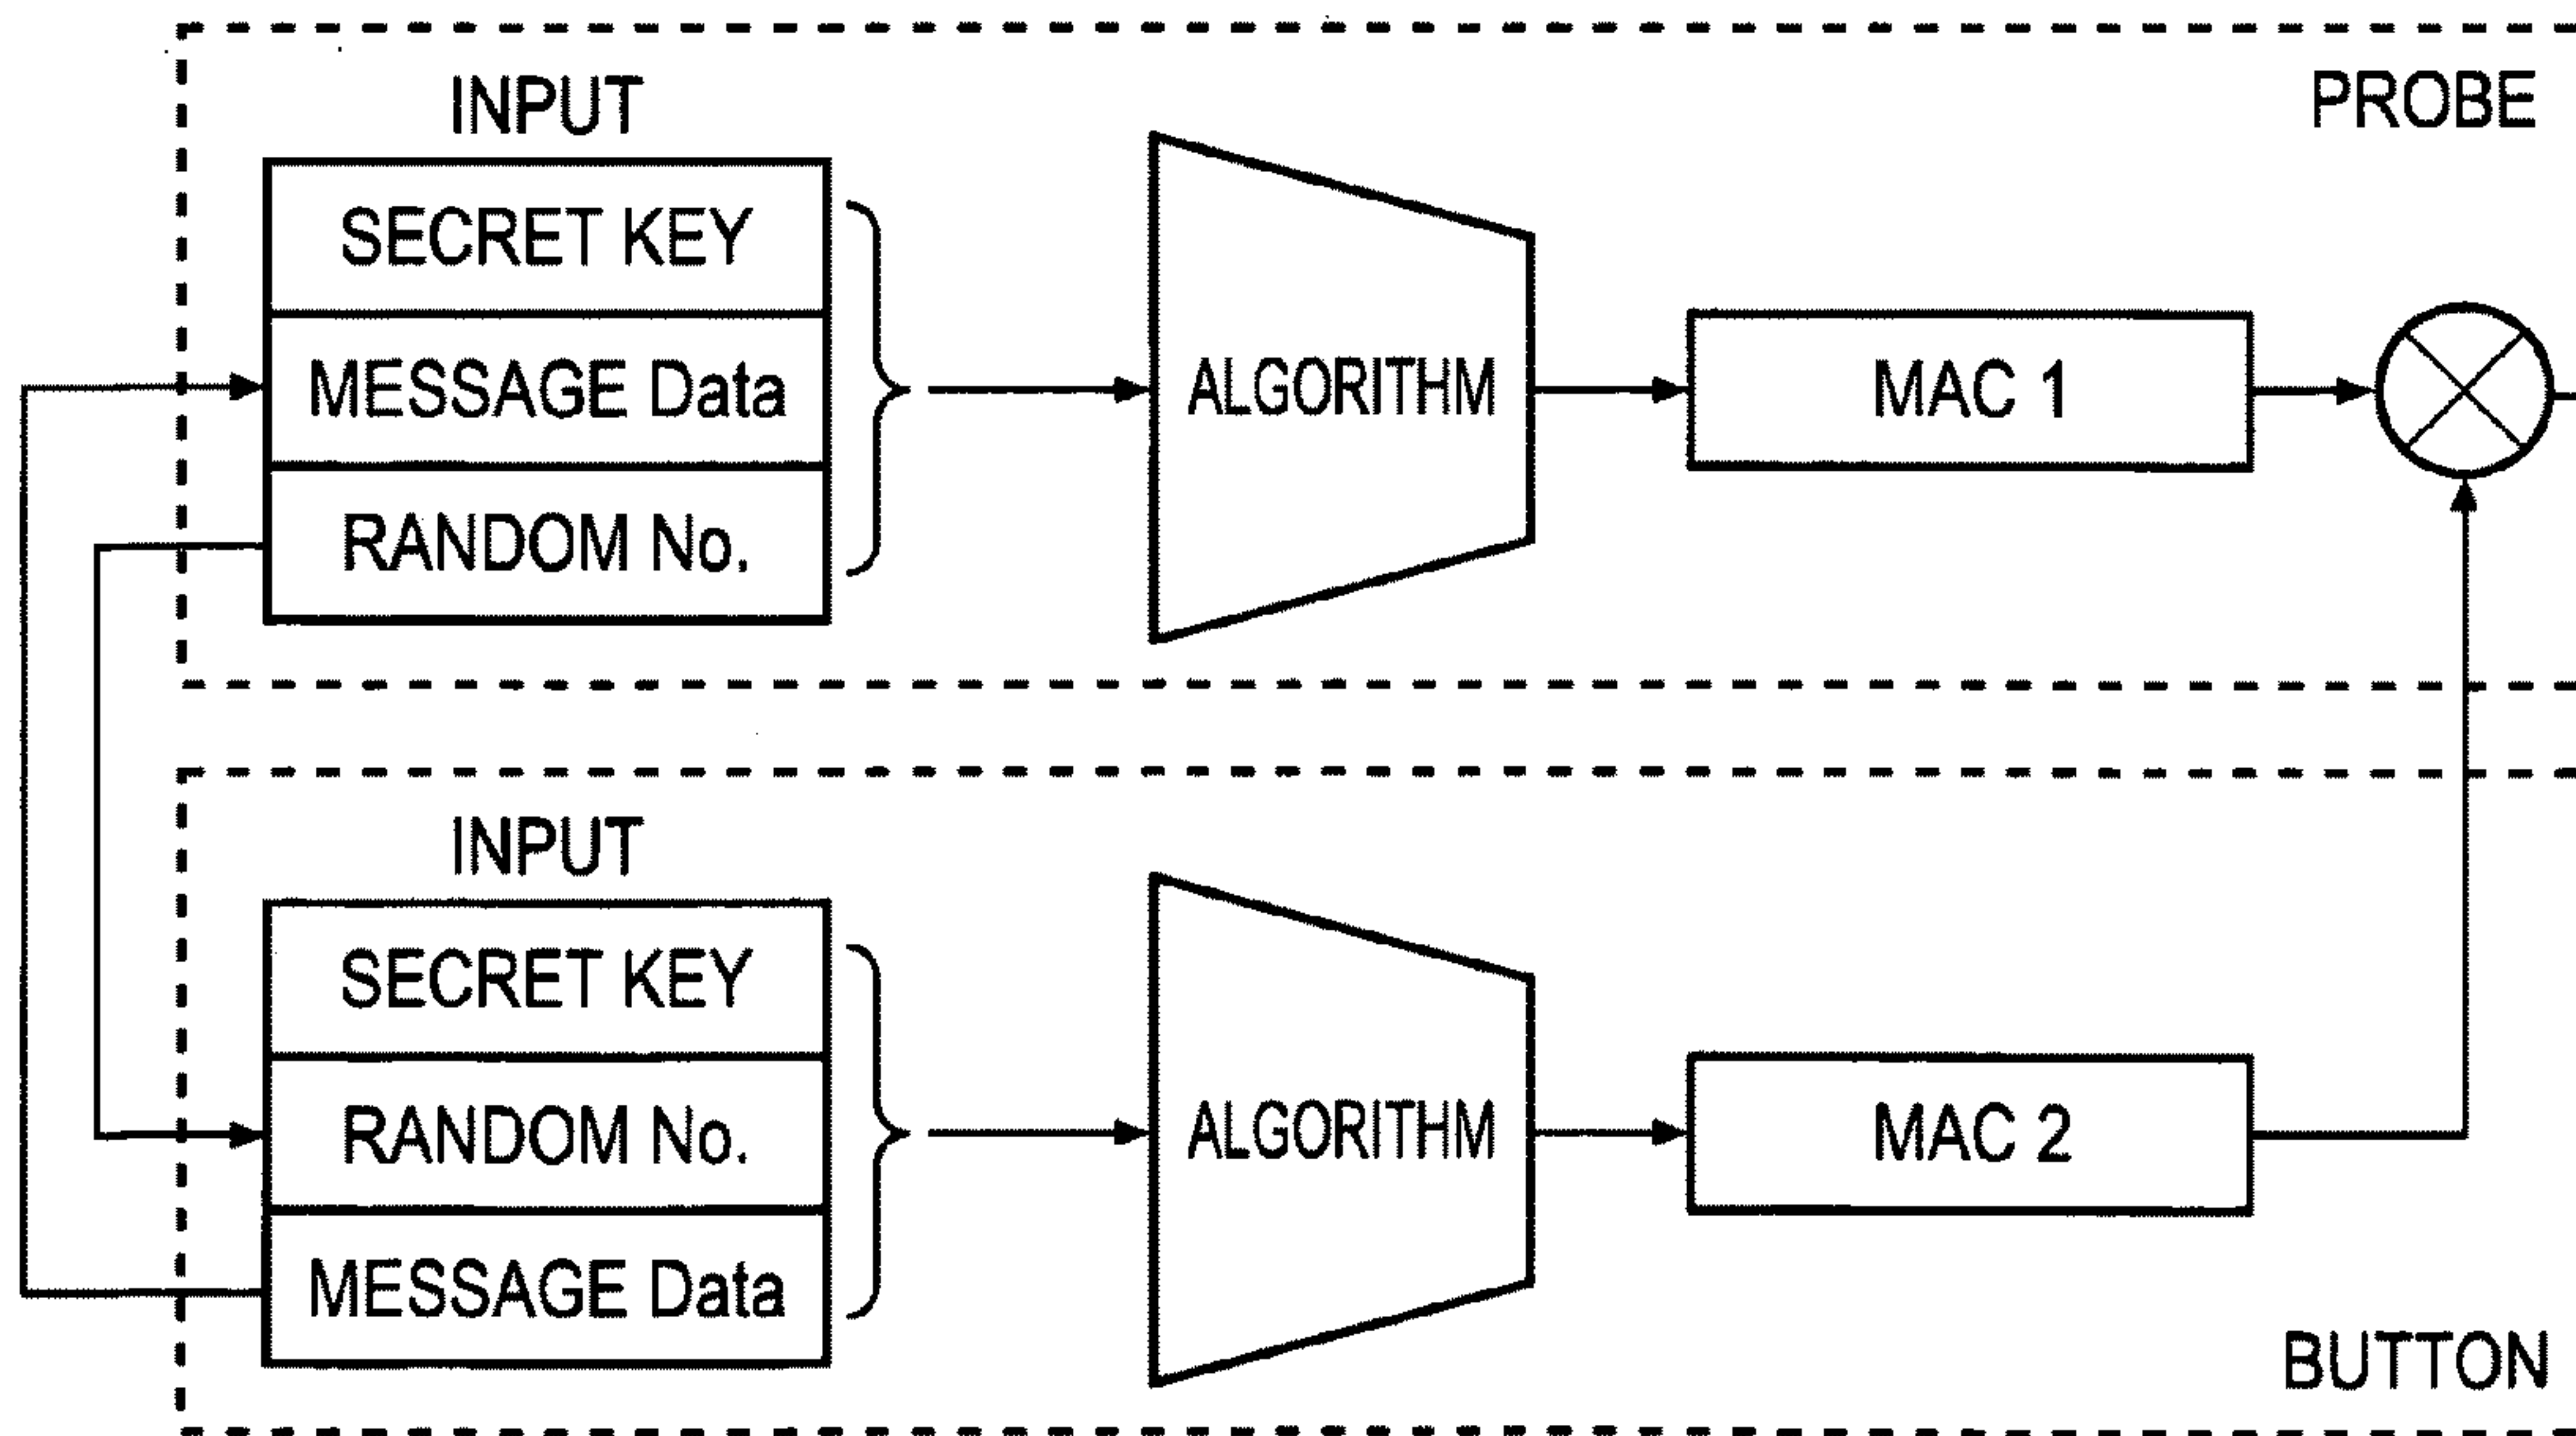 PROBE
INPUT
SECRET KEY
MESSAGE Data
RANDOM No.
ALGORITHM
MAC 1
INPUT
SECRET KEY
RANDOM No.
MESSAGE Data
ALGORITHM
MAC 2
BUTTON